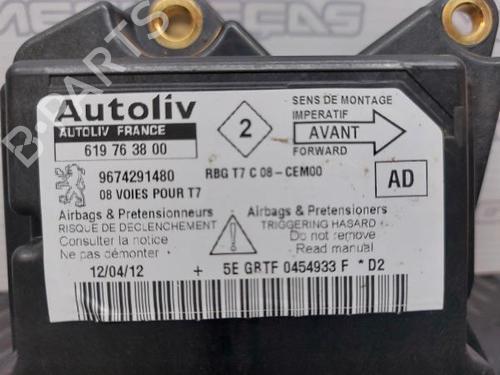 Autoliv
AUTOLIV FRANCE
619 76 38 00
2
SENS DE MONTAGE
IMPERATIF
AVANT
FORWARD
9674291480
08 VOIES POUR T7
RBG T7 C 08-CEM00
AD
Airbags & Pretensionneurs
RISQUE DE DECLENCHEMENT
Consulter la notice
Ne pas démonter
Airbags & Pretensioners
TRIGGERING HASARD
Do not remove
Read manual
12/04/12 + 5E GBTF 0454933 F * D2
B-PARTS